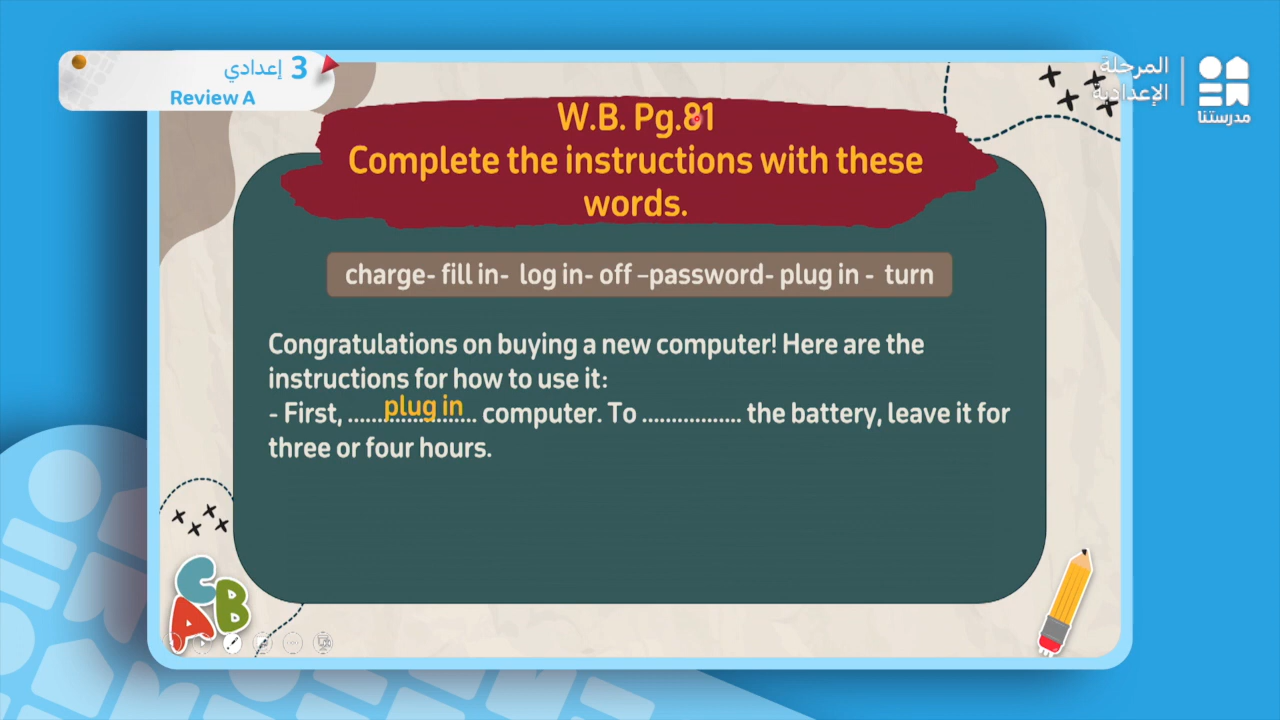 3 إعدادي
Review A
المرحلة
الإعدادية
مدرستنا
W.B. Pg.81
Complete the instructions with these
words.
charge- fill in- log in- off –password- plug in - turn
Congratulations on buying a new computer! Here are the
instructions for how to use it:
- First, .......plug in....... computer. To ................. the battery, leave it for
three or four hours.
A C B